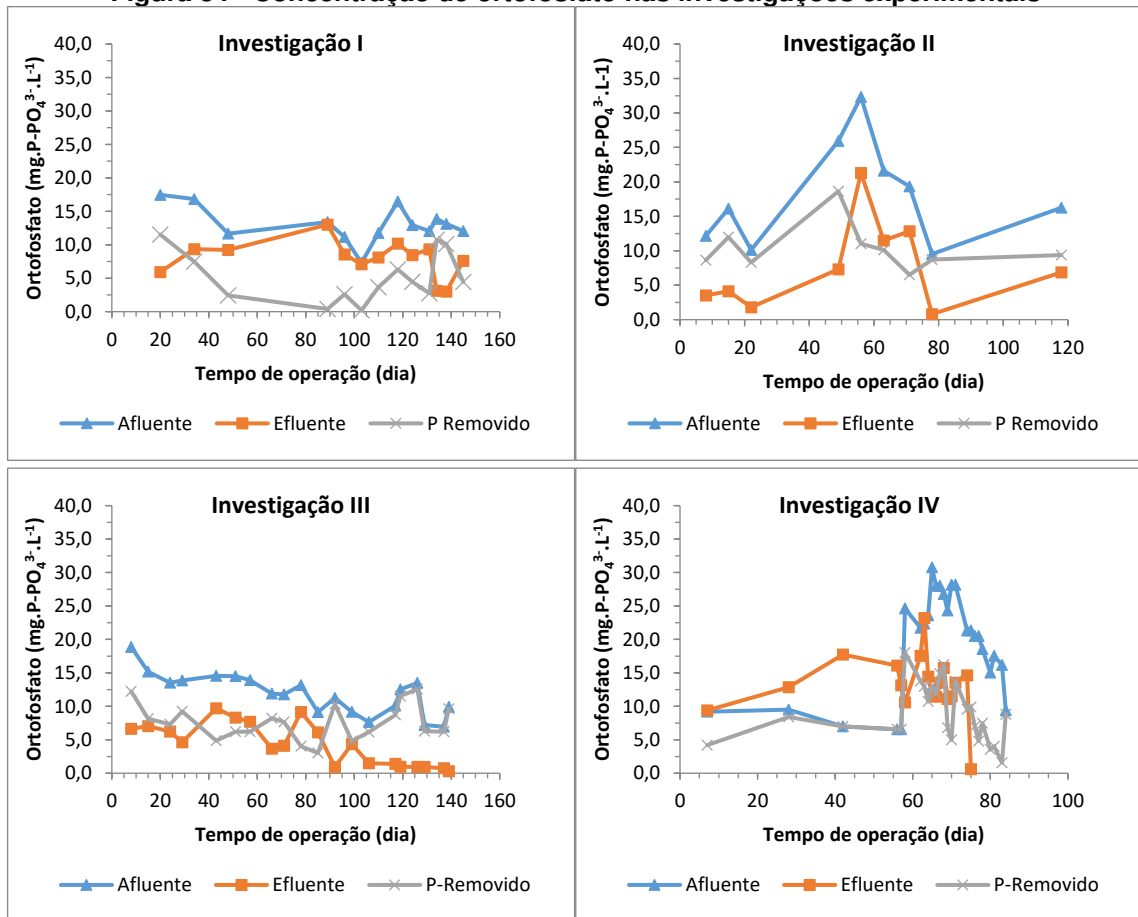 Concentração de ortofosfato nas investigações experimentais
Investigação I
Ortofosfato (mg.P-PO₄³⁻.L⁻¹)
40,0
35,0
30,0
25,0
20,0
15,0
10,0
5,0
0,0
0 20 40 60 80 100 120 140 160
Tempo de operação (dia)
Afluente Efluente P Removido
Investigação II
Ortofosfato (mg.P-PO₄³⁻.L-1)
40,0
35,0
30,0
25,0
20,0
15,0
10,0
5,0
0,0
0 20 40 60 80 100 120
Tempo de operação (dia)
Afluente Efluente P Removido
Investigação III
Ortofosfato (mg.P-PO₄³⁻.L⁻¹)
40,0
35,0
30,0
25,0
20,0
15,0
10,0
5,0
0,0
0 20 40 60 80 100 120 140 160
Tempo de operação (dia)
Afluente Efluente P-Removido
Investigação IV
Ortofosfato (mg.P-PO₄³⁻.L⁻¹)
40,0
35,0
30,0
25,0
20,0
15,0
10,0
5,0
0,0
0 20 40 60 80 100
Tempo de operação (dia)
Afluente Efluente P-Removido